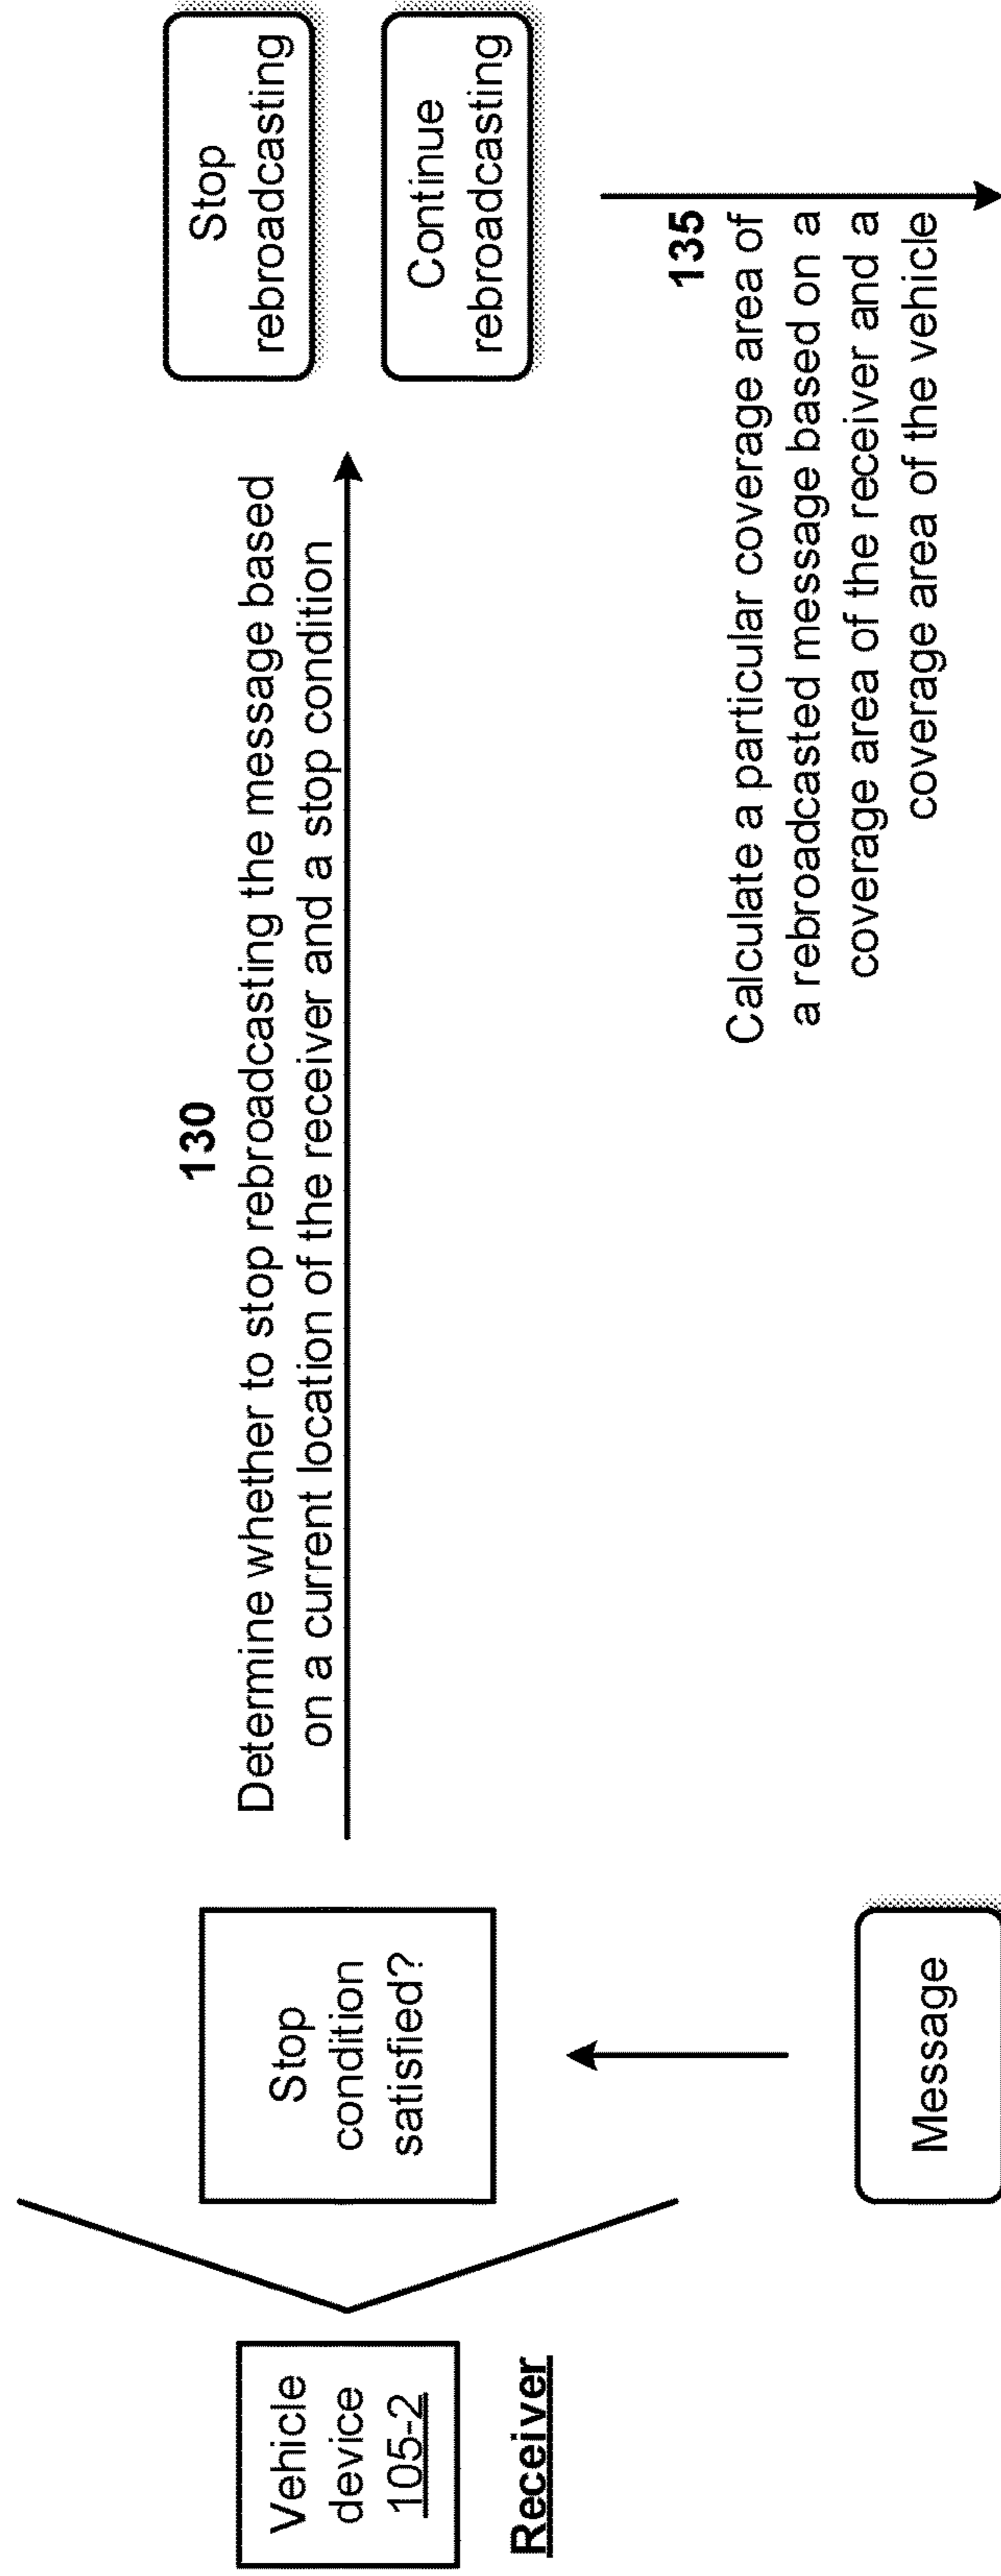 Vehicle
device
105-2
Receiver
Stop
condition
satisfied?
Message
130
Determine whether to stop rebroadcasting the message based
on a current location of the receiver and a stop condition
Stop
rebroadcasting
Continue
rebroadcasting
135
Calculate a particular coverage area of
a rebroadcasted message based on a
coverage area of the receiver and a
coverage area of the vehicle